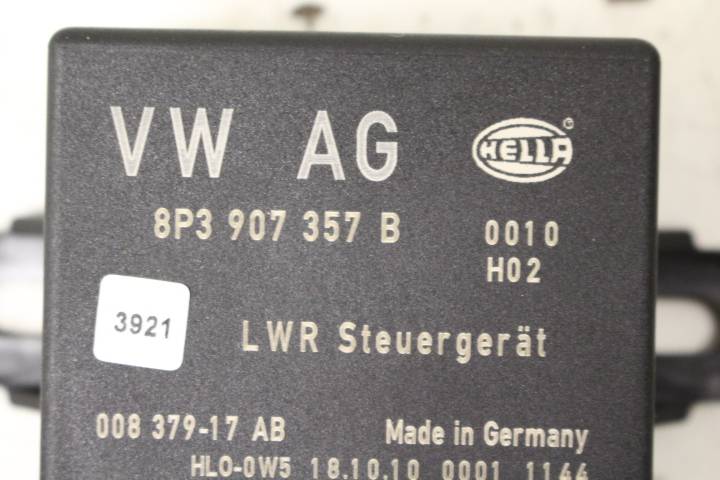 VW AG HELLA
8P3 907 357 B 0010
H02
3921
LWR Steuergerät
008 379-17 AB Made in Germany
HLO-0W5 18.10.10 0001 1144